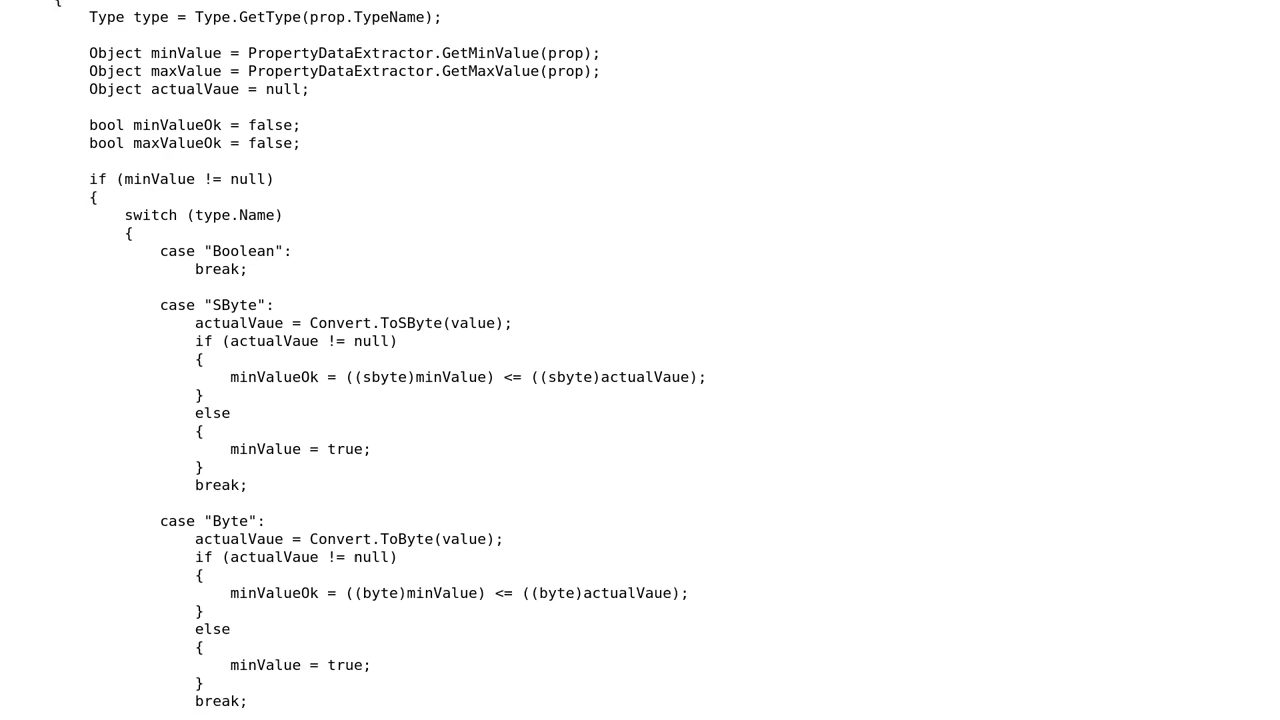 {
Type type = Type.GetType(prop.TypeName);
Object minValue = PropertyDataExtractor.GetMinValue(prop);
Object maxValue = PropertyDataExtractor.GetMaxValue(prop);
Object actualVaue = null;
bool minValueOk = false;
bool maxValueOk = false;
if (minValue != null)
{
switch (type.Name)
{
case "Boolean":
break;
case "SByte":
actualVaue = Convert.ToSByte(value);
if (actualVaue != null)
{
minValueOk = ((sbyte)minValue) <= ((sbyte)actualVaue);
}
else
{
minValue = true;
}
break;
case "Byte":
actualVaue = Convert.ToByte(value);
if (actualVaue != null)
{
minValueOk = ((byte)minValue) <= ((byte)actualVaue);
}
else
{
minValue = true;
}
break;